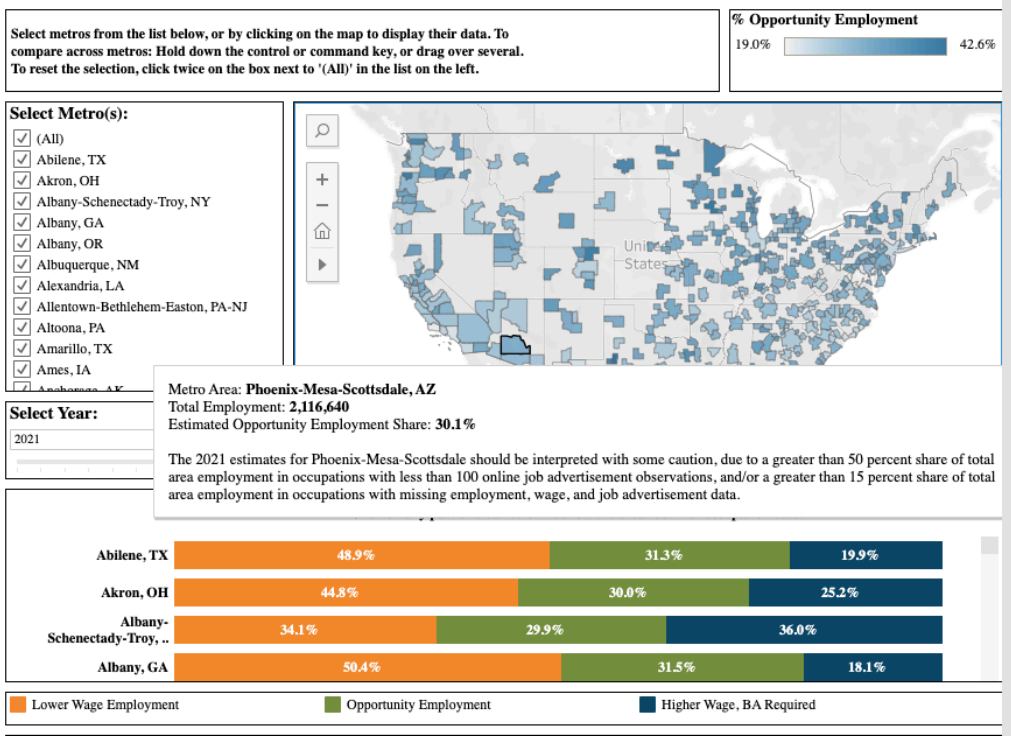 Select metros from the list below, or by clicking on the map to display their data. To
compare across metros: Hold down the control or command key, or drag over several.
To reset the selection, click twice on the box next to '(All)' in the list on the left.
% Opportunity Employment
19.0% 42.6%
Select Metro(s):
(All)
Abilene, TX
Akron, OH
Albany-Schenectady-Troy, NY
Albany, GA
Albany, OR
Albuquerque, NM
Alexandria, LA
Allentown-Bethlehem-Easton, PA-NJ
Altoona, PA
Amarillo, TX
Ames, IA
Anchorage, AK
United
States
Select Year:
2021
Metro Area: Phoenix-Mesa-Scottsdale, AZ
Total Employment: 2,116,640
Estimated Opportunity Employment Share: 30.1%
The 2021 estimates for Phoenix-Mesa-Scottsdale should be interpreted with some caution, due to a greater than 50 percent share of total
area employment in occupations with less than 100 online job advertisement observations, and/or a greater than 15 percent share of total
area employment in occupations with missing employment, wage, and job advertisement data.
Abilene, TX 48.9% 31.3% 19.9%
Akron, OH 44.8% 30.0% 25.2%
Albany-
Schenectady-Troy, .. 34.1% 29.9% 36.0%
Albany, GA 50.4% 31.5% 18.1%
Lower Wage Employment Opportunity Employment Higher Wage, BA Required